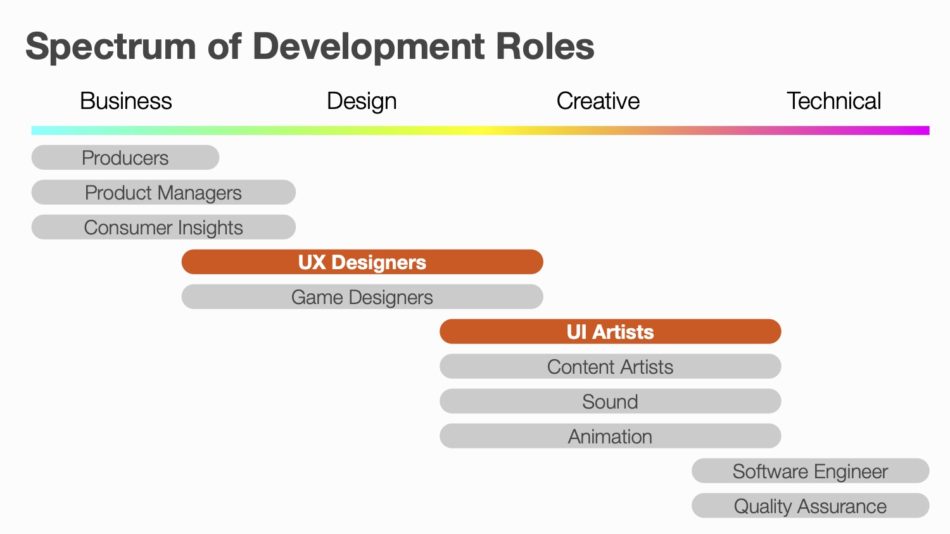 Spectrum of Development Roles
Business Design Creative Technical
Producers
Product Managers
Consumer Insights
UX Designers
Game Designers
UI Artists
Content Artists
Sound
Animation
Software Engineer
Quality Assurance